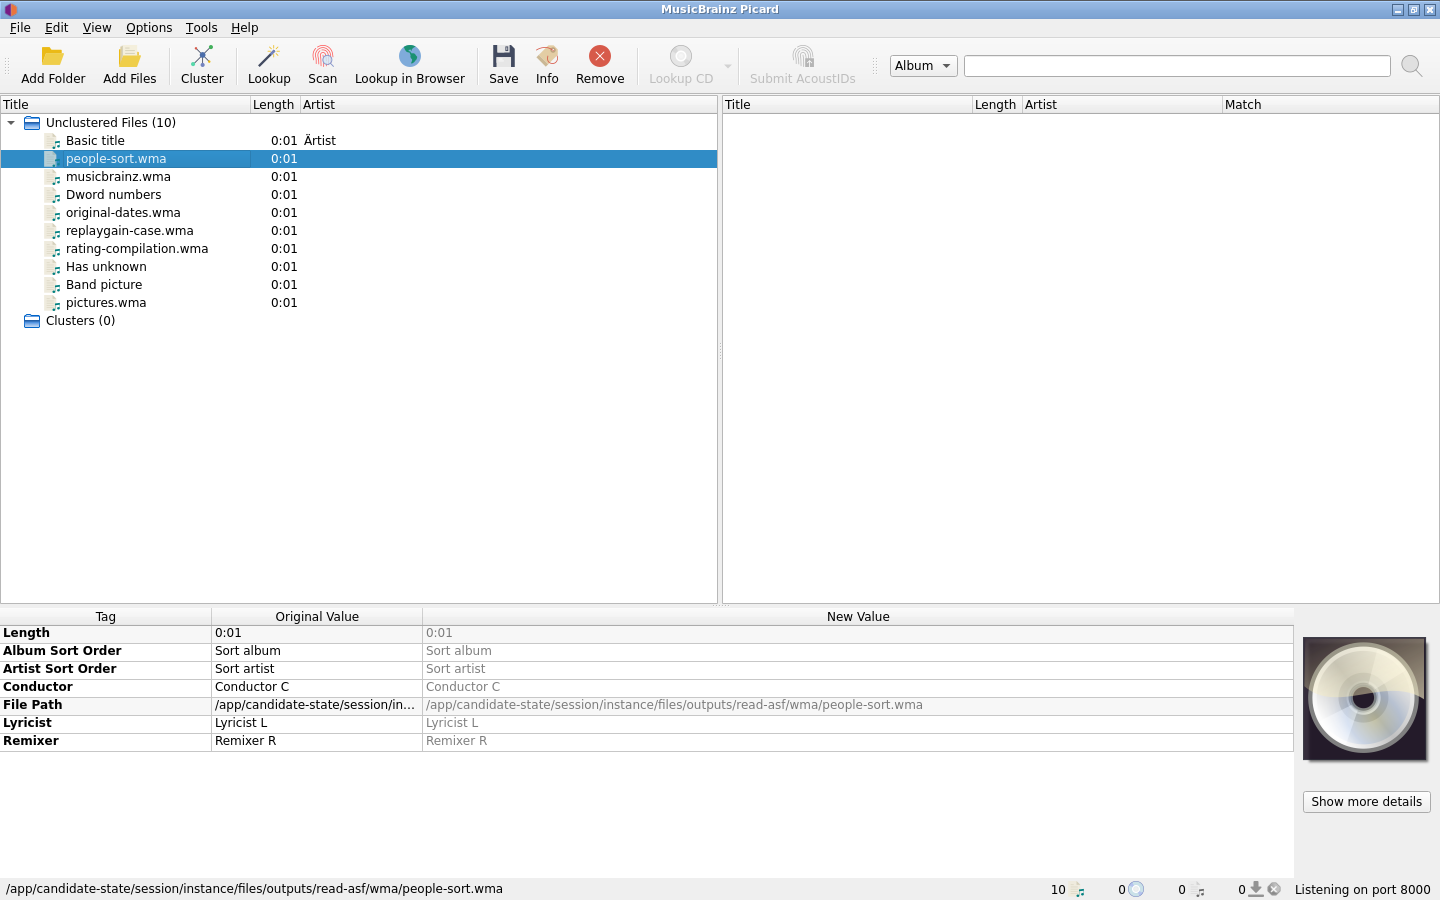 MusicBrainz Picard
File Edit View Options Tools Help
Add Folder Add Files Cluster Lookup Scan Lookup in Browser Save Info Remove Lookup CD Submit AcoustIDs Album
Title Length Artist
Title Length Artist Match
Unclustered Files (10)
Basic title 0:01 Ärtist
people-sort.wma 0:01
musicbrainz.wma 0:01
Dword numbers 0:01
original-dates.wma 0:01
replaygain-case.wma 0:01
rating-compilation.wma 0:01
Has unknown 0:01
Band picture 0:01
pictures.wma 0:01
Clusters (0)
Tag Original Value New Value
Length 0:01 0:01
Album Sort Order Sort album Sort album
Artist Sort Order Sort artist Sort artist
Conductor Conductor C Conductor C
File Path /app/candidate-state/session/in... /app/candidate-state/session/instance/files/outputs/read-asf/wma/people-sort.wma
Lyricist Lyricist L Lyricist L
Remixer Remixer R Remixer R
Show more details
/app/candidate-state/session/instance/files/outputs/read-asf/wma/people-sort.wma 10 0 0 0 Listening on port 8000